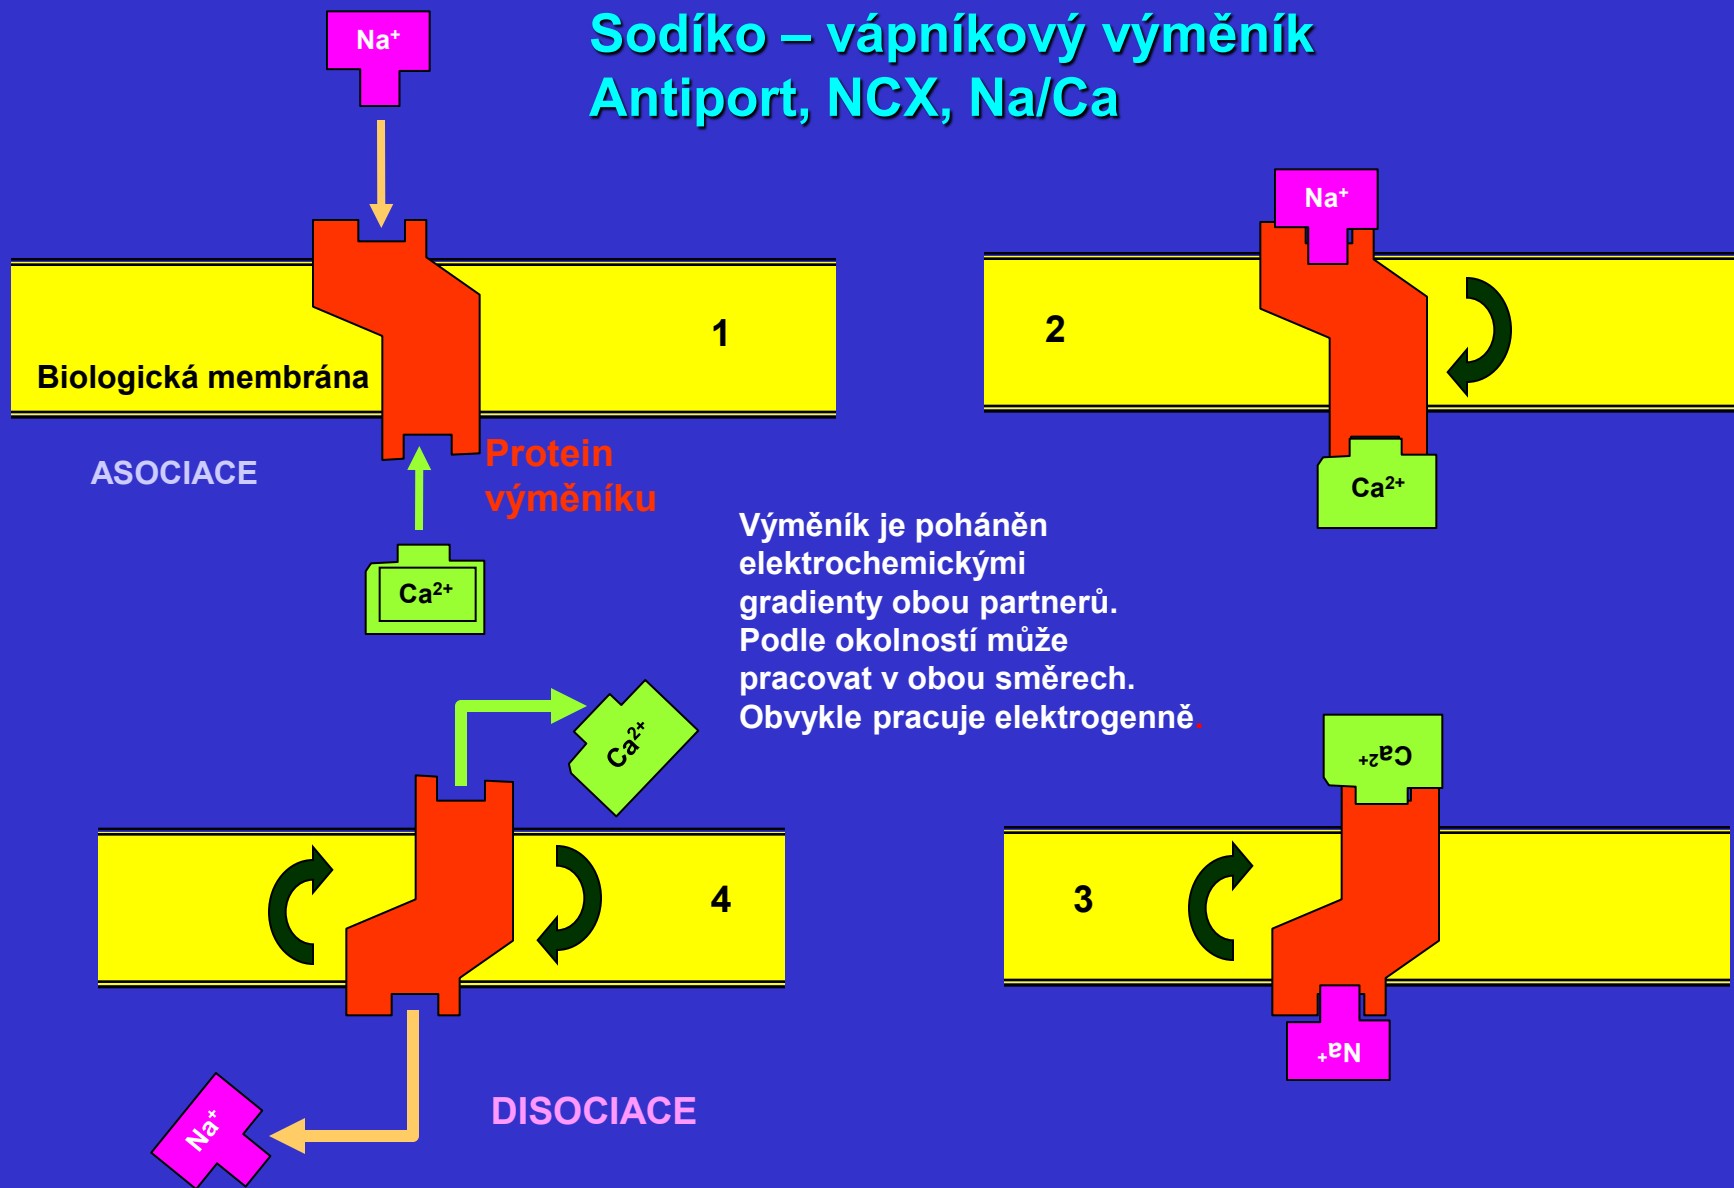 Sodíko – vápníkový výměník
Antiport, NCX, Na/Ca
Na⁺
1
Biologická membrána
ASOCIACE
Protein
výměníku
Ca²⁺
Na⁺
2
Ca²⁺
Výměník je poháněn
elektrochemickými
gradienty obou partnerů.
Podle okolností může
pracovat v obou směrech.
Obvykle pracuje elektrogenně.
Ca²⁺
4
Na⁺
DISOCIACE
Ca²⁺
3
Na⁺